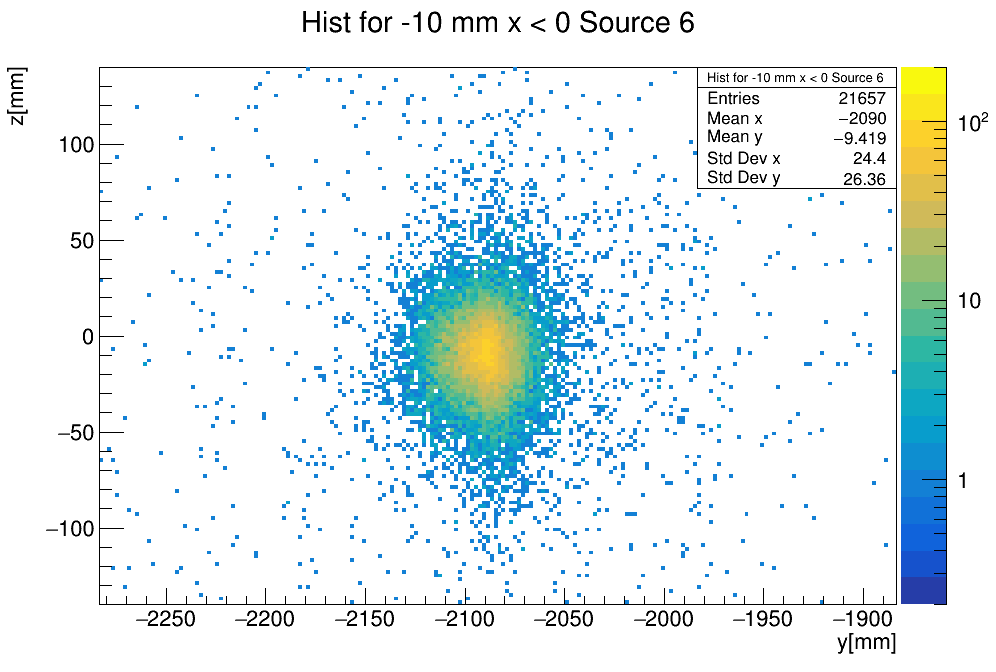 Hist for -10 mm x < 0 Source 6
z[mm]
Hist for -10 mm x < 0 Source 6
Entries 21657
Mean x −2090
Mean y −9.419
Std Dev x 24.4
Std Dev y 26.36
100
50
0
−50
−100
10²
10
1
−2250 −2200 −2150 −2100 −2050 −2000 −1950 −1900
y[mm]